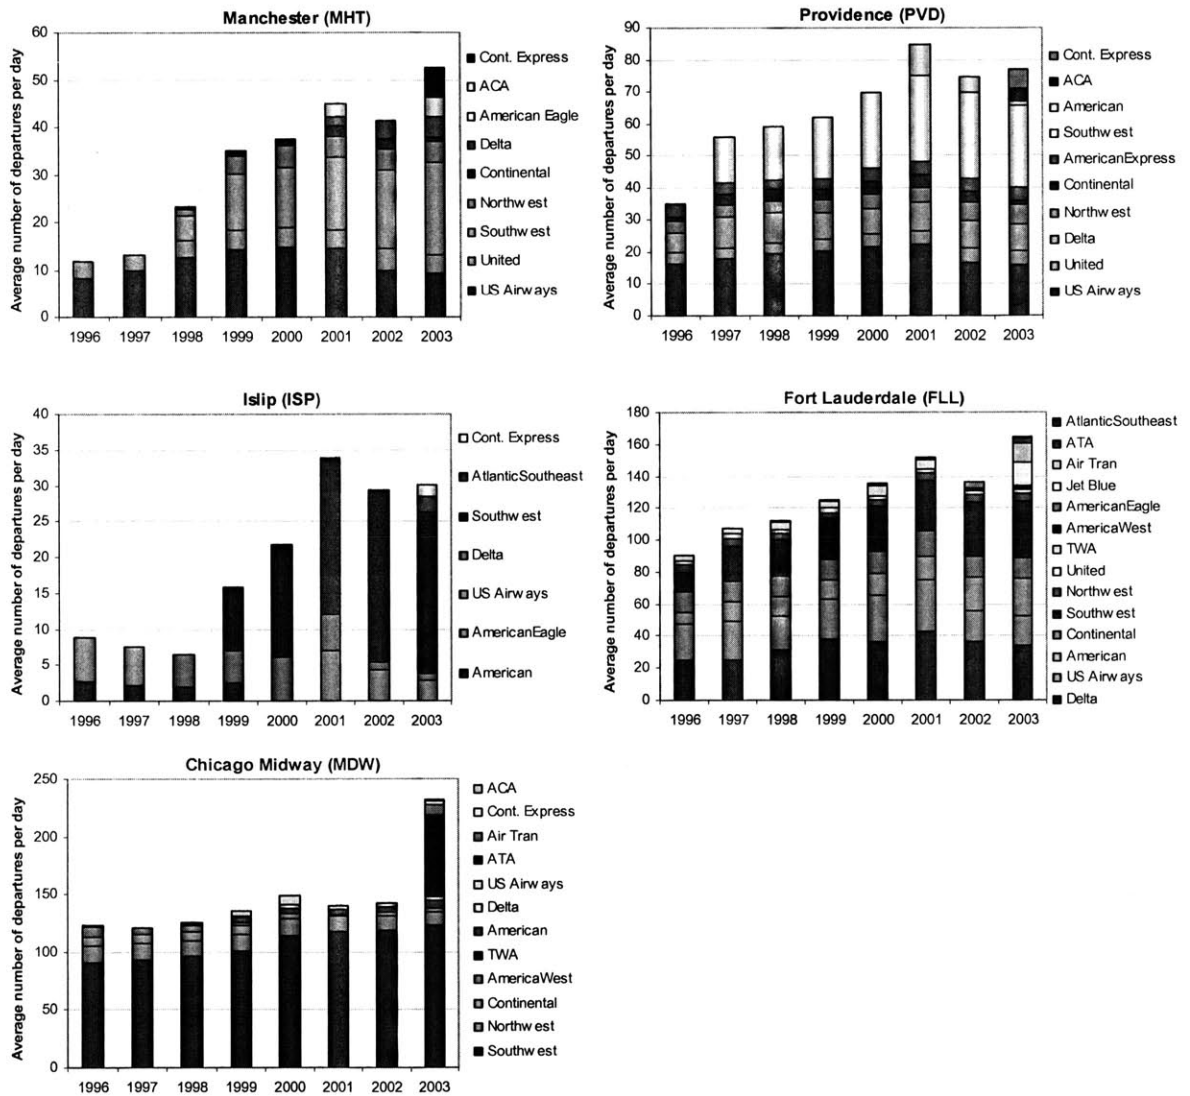 Manchester (MHT)
Average number of departures per day
60
50
40
30
20
10
0
1996 1997 1998 1999 2000 2001 2002 2003
Cont. Express
ACA
American Eagle
Delta
Continental
Northwest
Southwest
United
US Airways
Providence (PVD)
Average number of departures per day
90
80
70
60
50
40
30
20
10
0
1996 1997 1998 1999 2000 2001 2002 2003
Cont. Express
ACA
American
Southwest
AmericanExpress
Continental
Northwest
Delta
United
US Airways
Islip (ISP)
Average number of departures per day
40
35
30
25
20
15
10
5
0
1996 1997 1998 1999 2000 2001 2002 2003
Cont. Express
AtlanticSoutheast
Southwest
Delta
US Airways
AmericanEagle
American
Fort Lauderdale (FLL)
Average number of departures per day
180
160
140
120
100
80
60
40
20
0
1996 1997 1998 1999 2000 2001 2002 2003
AtlanticSoutheast
ATA
Air Tran
Jet Blue
AmericanEagle
AmericaWest
TWA
United
Northwest
Southwest
Continental
American
US Airways
Delta
Chicago Midway (MDW)
Average number of departures per day
250
200
150
100
50
0
1996 1997 1998 1999 2000 2001 2002 2003
ACA
Cont. Express
Air Tran
ATA
US Airways
Delta
American
TWA
AmericaWest
Continental
Northwest
Southwest